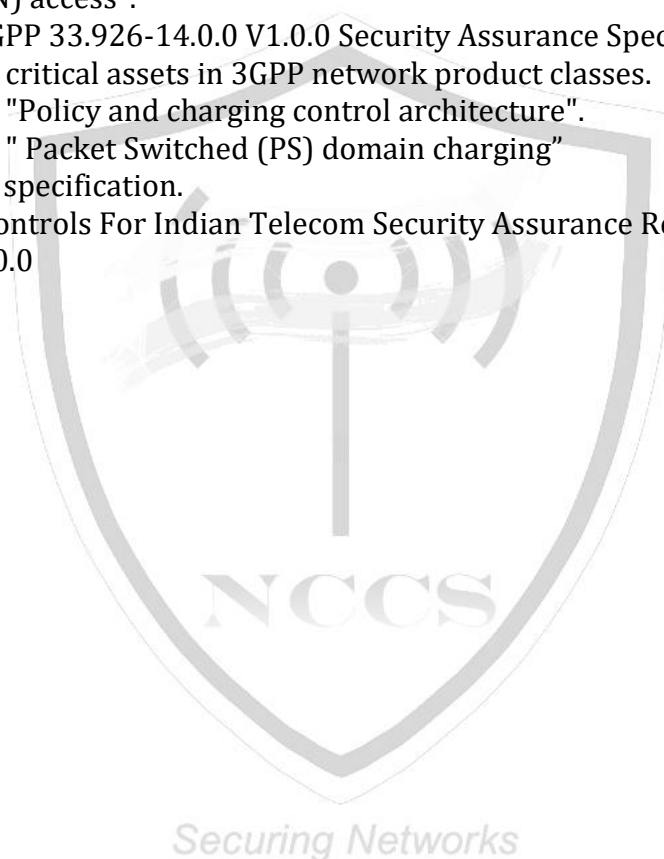 N) access".
GPP 33.926-14.0.0 V1.0.0 Security Assurance Spec
critical assets in 3GPP network product classes.
"Policy and charging control architecture".
" Packet Switched (PS) domain charging”
specification.
ontrols For Indian Telecom Security Assurance Re
0.0
NCCS
Securing Networks